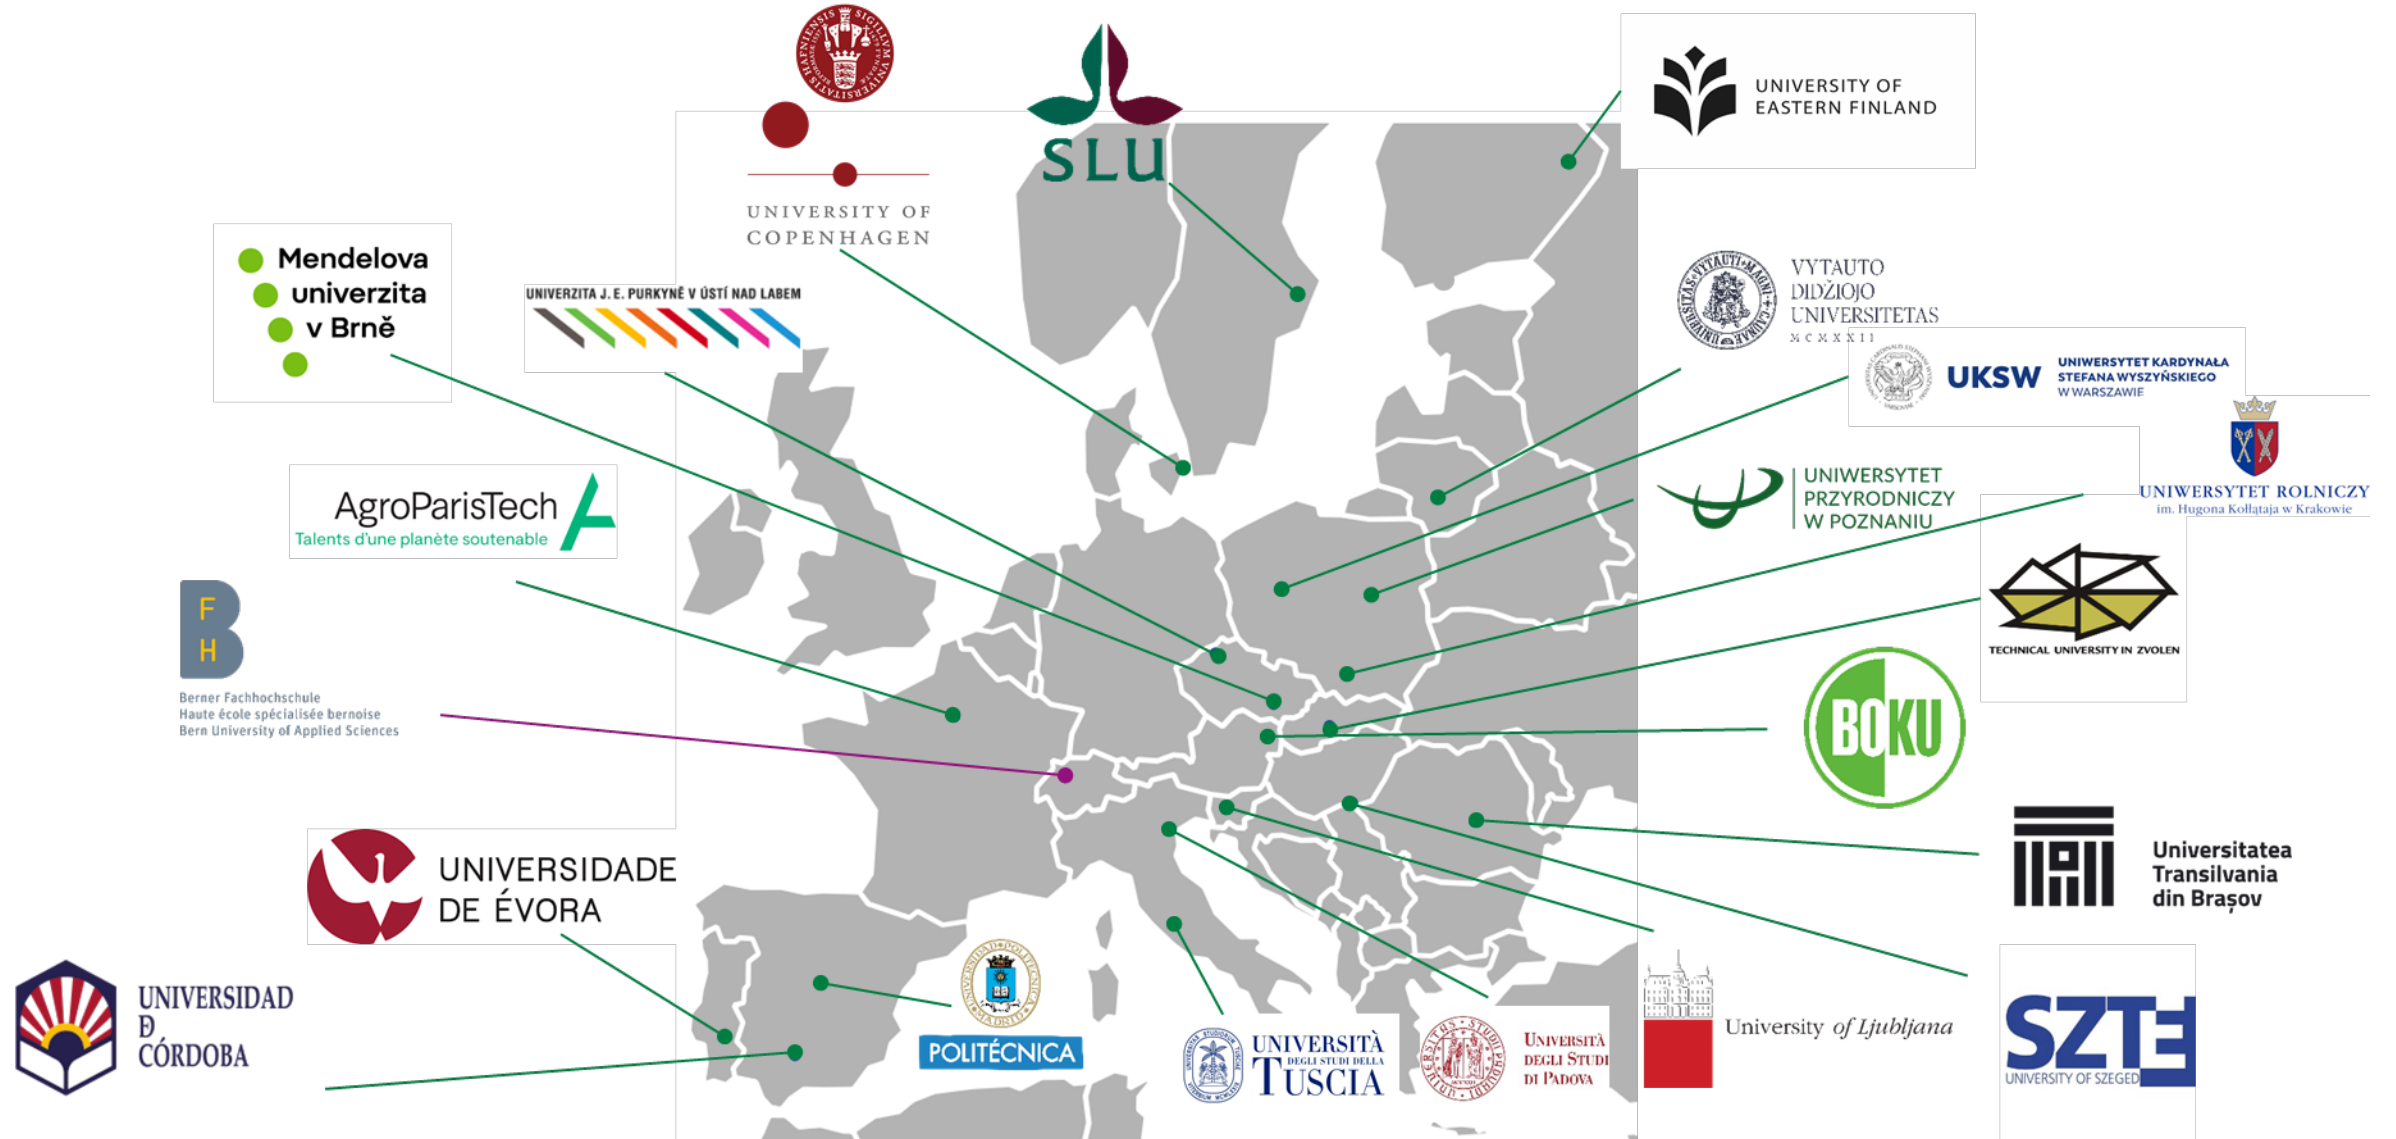 UNIVERSITY OF
COPENHAGEN
SLU
UNIVERSITY OF
EASTERN FINLAND
Mendelova
univerzita
v Brně
UNIVERZITA J. E. PURKYNĚ V ÚSTÍ NAD LABEM
VYTAUTO
DIDŽIOJO
UNIVERSITETAS
MCMXXII
UKSW
UNIWERSYTET KARDYNAŁA
STEFANA WYSZYŃSKIEGO
W WARSZAWIE
UNIWERSYTET ROLNICZY
im. Hugona Kołłątaja w Krakowie
AgroParisTech
Talents d'une planète soutenable
UNIWERSYTET
PRZYRODNICZY
W POZNANIU
TECHNICAL UNIVERSITY IN ZVOLEN
B
F
H
Berner Fachhochschule
Haute école spécialisée bernoise
Bern University of Applied Sciences
BOKU
Universitatea
Transilvania
din Brașov
UNIVERSIDADE
DE ÉVORA
UNIVERSIDAD
Ð
CÓRDOBA
POLITÉCNICA
UNIVERSITÀ
DEGLI STUDI DELLA
TUSCIA
UNIVERSITÀ
DEGLI STUDI
DI PADOVA
University of Ljubljana
SZTE
UNIVERSITY OF SZEGED